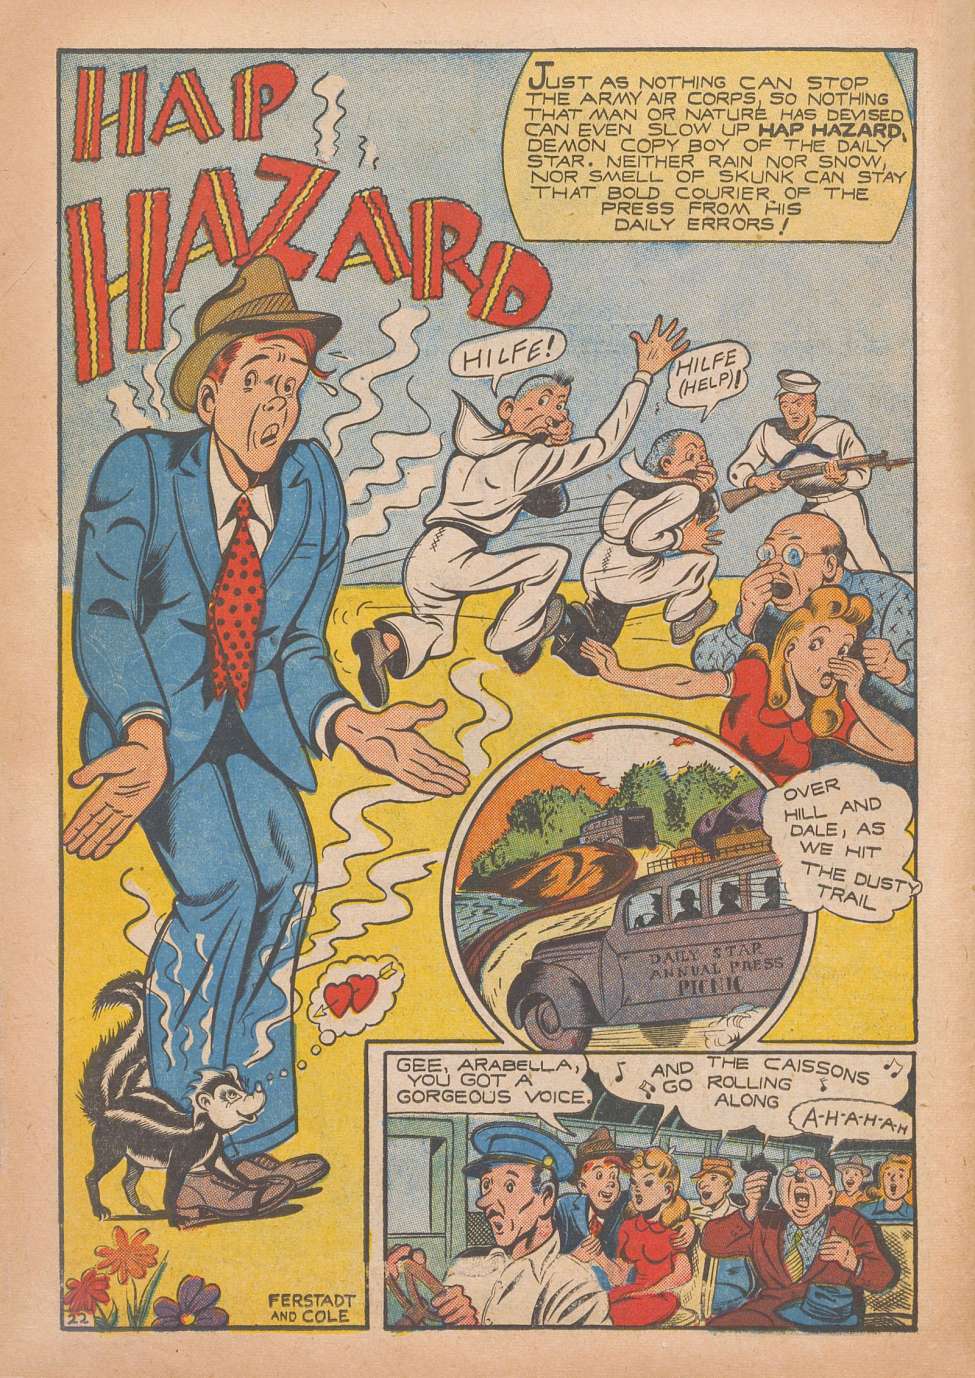 HAP
HAZARD
JUST AS NOTHING CAN STOP
THE ARMY AIR CORPS, SO NOTHING
THAT MAN OR NATURE HAS DEVISED
CAN EVEN SLOW UP HAP HAZARD,
DEMON COPY BOY OF THE DAILY
STAR. NEITHER RAIN NOR SNOW,
NOR SMELL OF SKUNK CAN STAY
THAT BOLD COURIER OF THE
PRESS FROM HIS
DAILY ERRORS!
HILFE!
HILFE
(HELP)!
OVER
HILL AND
DALE, AS
WE HIT
THE DUSTY
TRAIL
DAILY STAR
ANNUAL PRESS
PICNIC
GEE, ARABELLA,
YOU GOT A
GORGEOUS VOICE.
AND THE CAISSONS
GO ROLLING
ALONG
A-H-A-H-A-H
FERSTADT
AND COLE
22